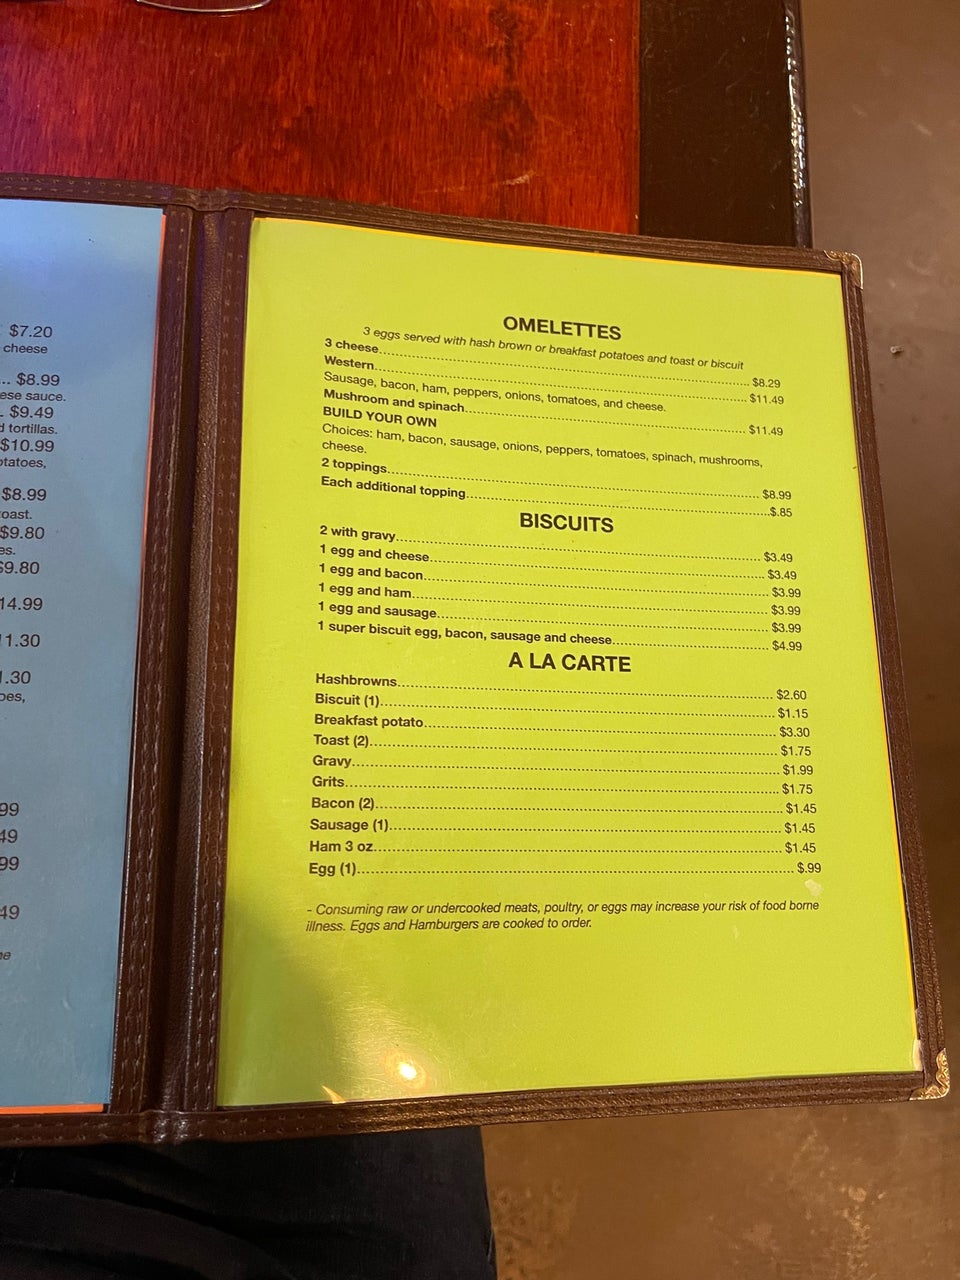 $7.20
cheese
... $8.99
ese sauce.
$9.49
d tortillas.
$10.99
otatoes,
$8.99
oast.
$9.80
es.
$9.80
14.99
11.30
1.30
oes,
99
49
99
49
OMELETTES
3 eggs served with hash brown or breakfast potatoes and toast or biscuit
3 cheese........ $8.29
Western........ $11.49
Sausage, bacon, ham, peppers, onions, tomatoes, and cheese.
Mushroom and spinach........ $11.49
BUILD YOUR OWN
Choices: ham, bacon, sausage, onions, peppers, tomatoes, spinach, mushrooms,
cheese.
2 toppings........ $8.99
Each additional topping........ $.85
BISCUITS
2 with gravy........ $3.49
1 egg and cheese........ $3.49
1 egg and bacon........ $3.99
1 egg and ham........ $3.99
1 egg and sausage........ $3.99
1 super biscuit egg, bacon, sausage and cheese........ $4.99
A LA CARTE
Hashbrowns........ $2.60
Biscuit (1)........ $1.15
Breakfast potato........ $3.30
Toast (2)........ $1.75
Gravy........ $1.99
Grits........ $1.75
Bacon (2)........ $1.45
Sausage (1)........ $1.45
Ham 3 oz........ $1.45
Egg (1)........ $.99
- Consuming raw or undercooked meats, poultry, or eggs may increase your risk of food borne
illness. Eggs and Hamburgers are cooked to order.